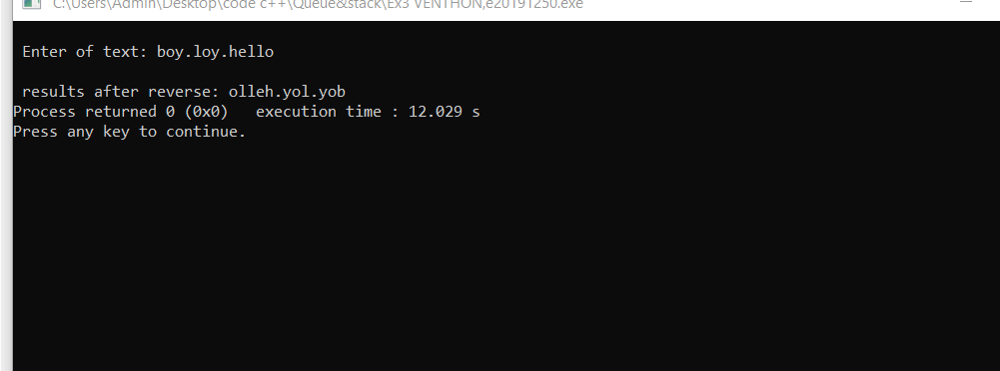 C:\Users\Admin\Desktop\code c++\Queue&stack\Ex3 VENTHON,e20191250.exe
Enter of text: boy.loy.hello
results after reverse: olleh.yol.yob
Process returned 0 (0x0)   execution time : 12.029 s
Press any key to continue.